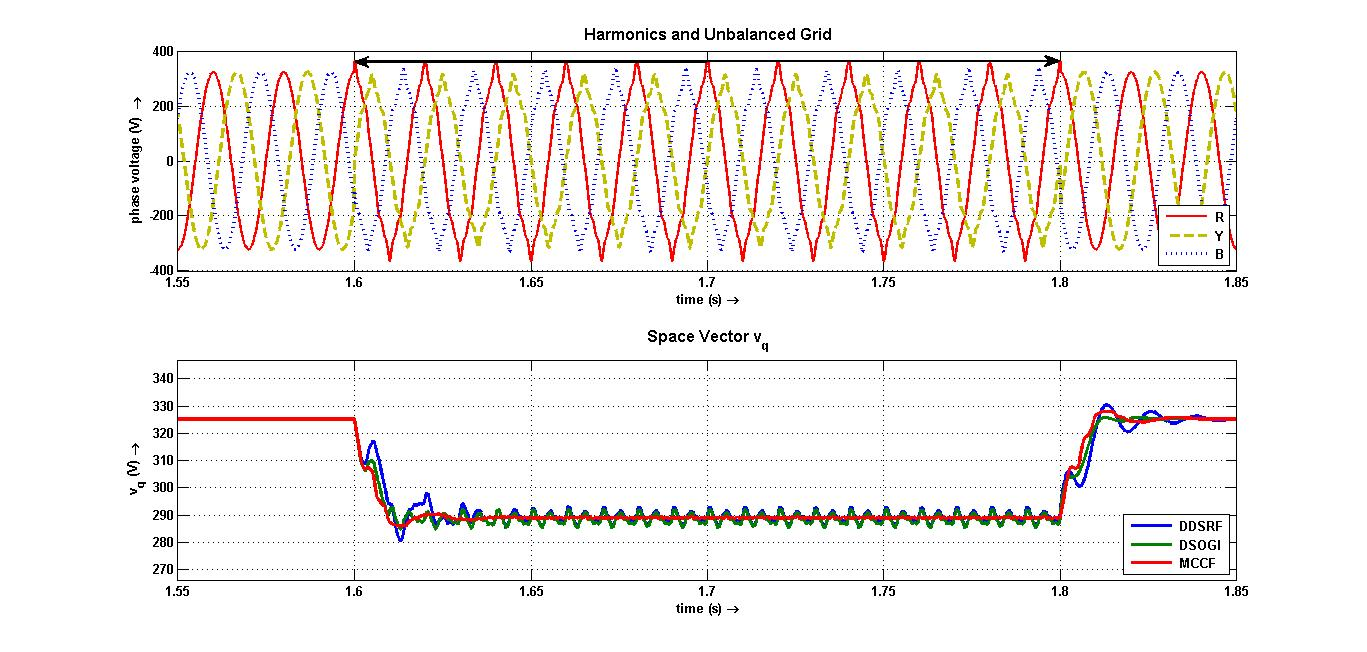 Harmonics and Unbalanced Grid
phase voltage (V) →
400
200
0
-200
-400
1.55
1.6
1.65
1.7
1.75
1.8
1.85
time (s) →
R
Y
B
Space Vector vq
vq (V) →
340
330
320
310
300
290
280
270
1.55
1.6
1.65
1.7
1.75
1.8
1.85
time (s) →
DDSRF
DSOGI
MCCF